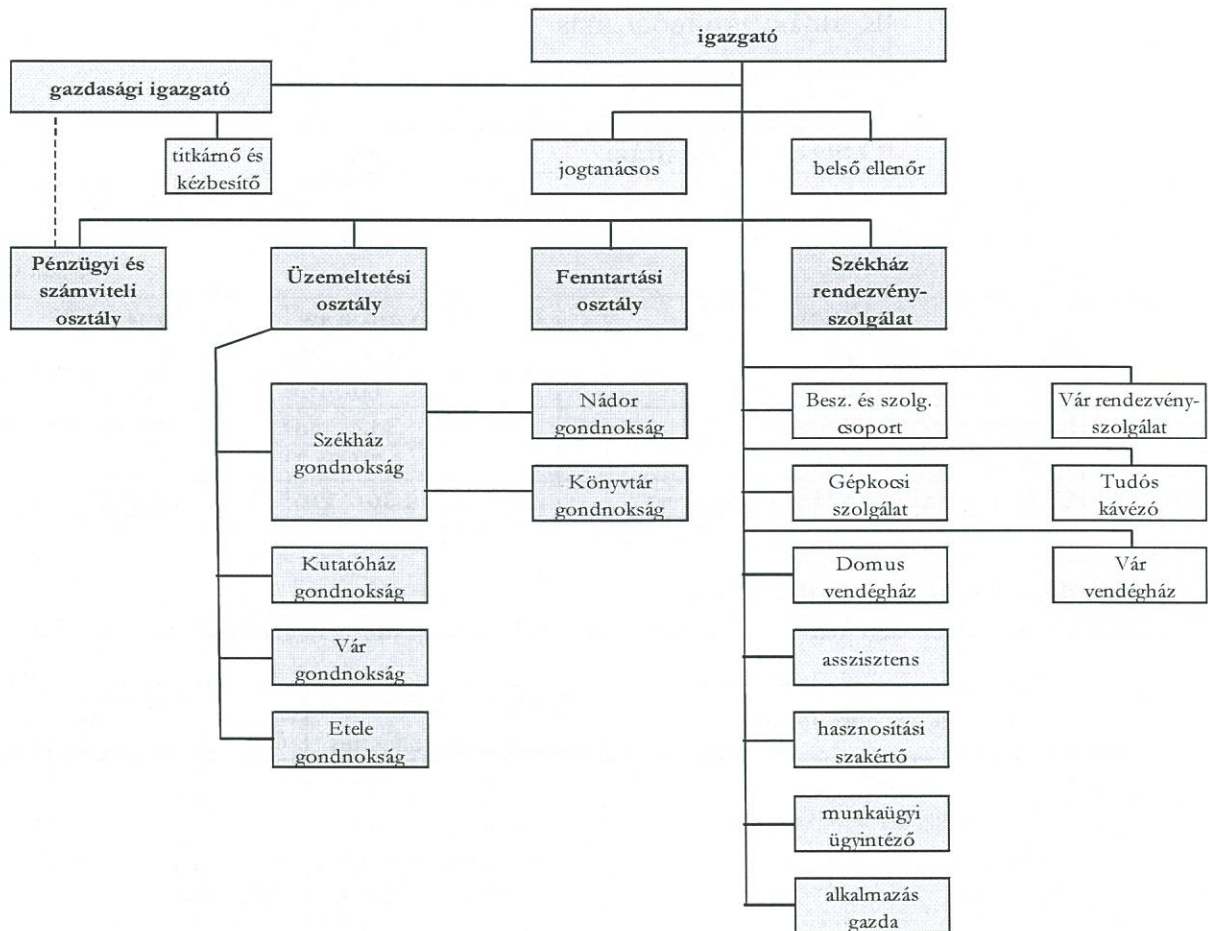 igazgató
gazdasági igazgató
titkárnő és
kézbesítő
jogtanácsos
belső ellenőr
Pénzügyi és
számviteli
osztály
Üzemeltetési
osztály
Fenntartási
osztály
Székház
rendezvény-
szolgálat
Székház
gondnokság
Nádor
gondnokság
Könyvtár
gondnokság
Kutatóház
gondnokság
Vár
gondnokság
Etele
gondnokság
Besz. és szolg.
csoport
Vár rendezvény-
szolgálat
Gépkocsi
szolgálat
Tudós
kávézó
Domus
vendégház
Vár
vendégház
asszisztens
hasznosítási
szakértő
munkaügyi
ügyintéző
alkalmazás
gazda